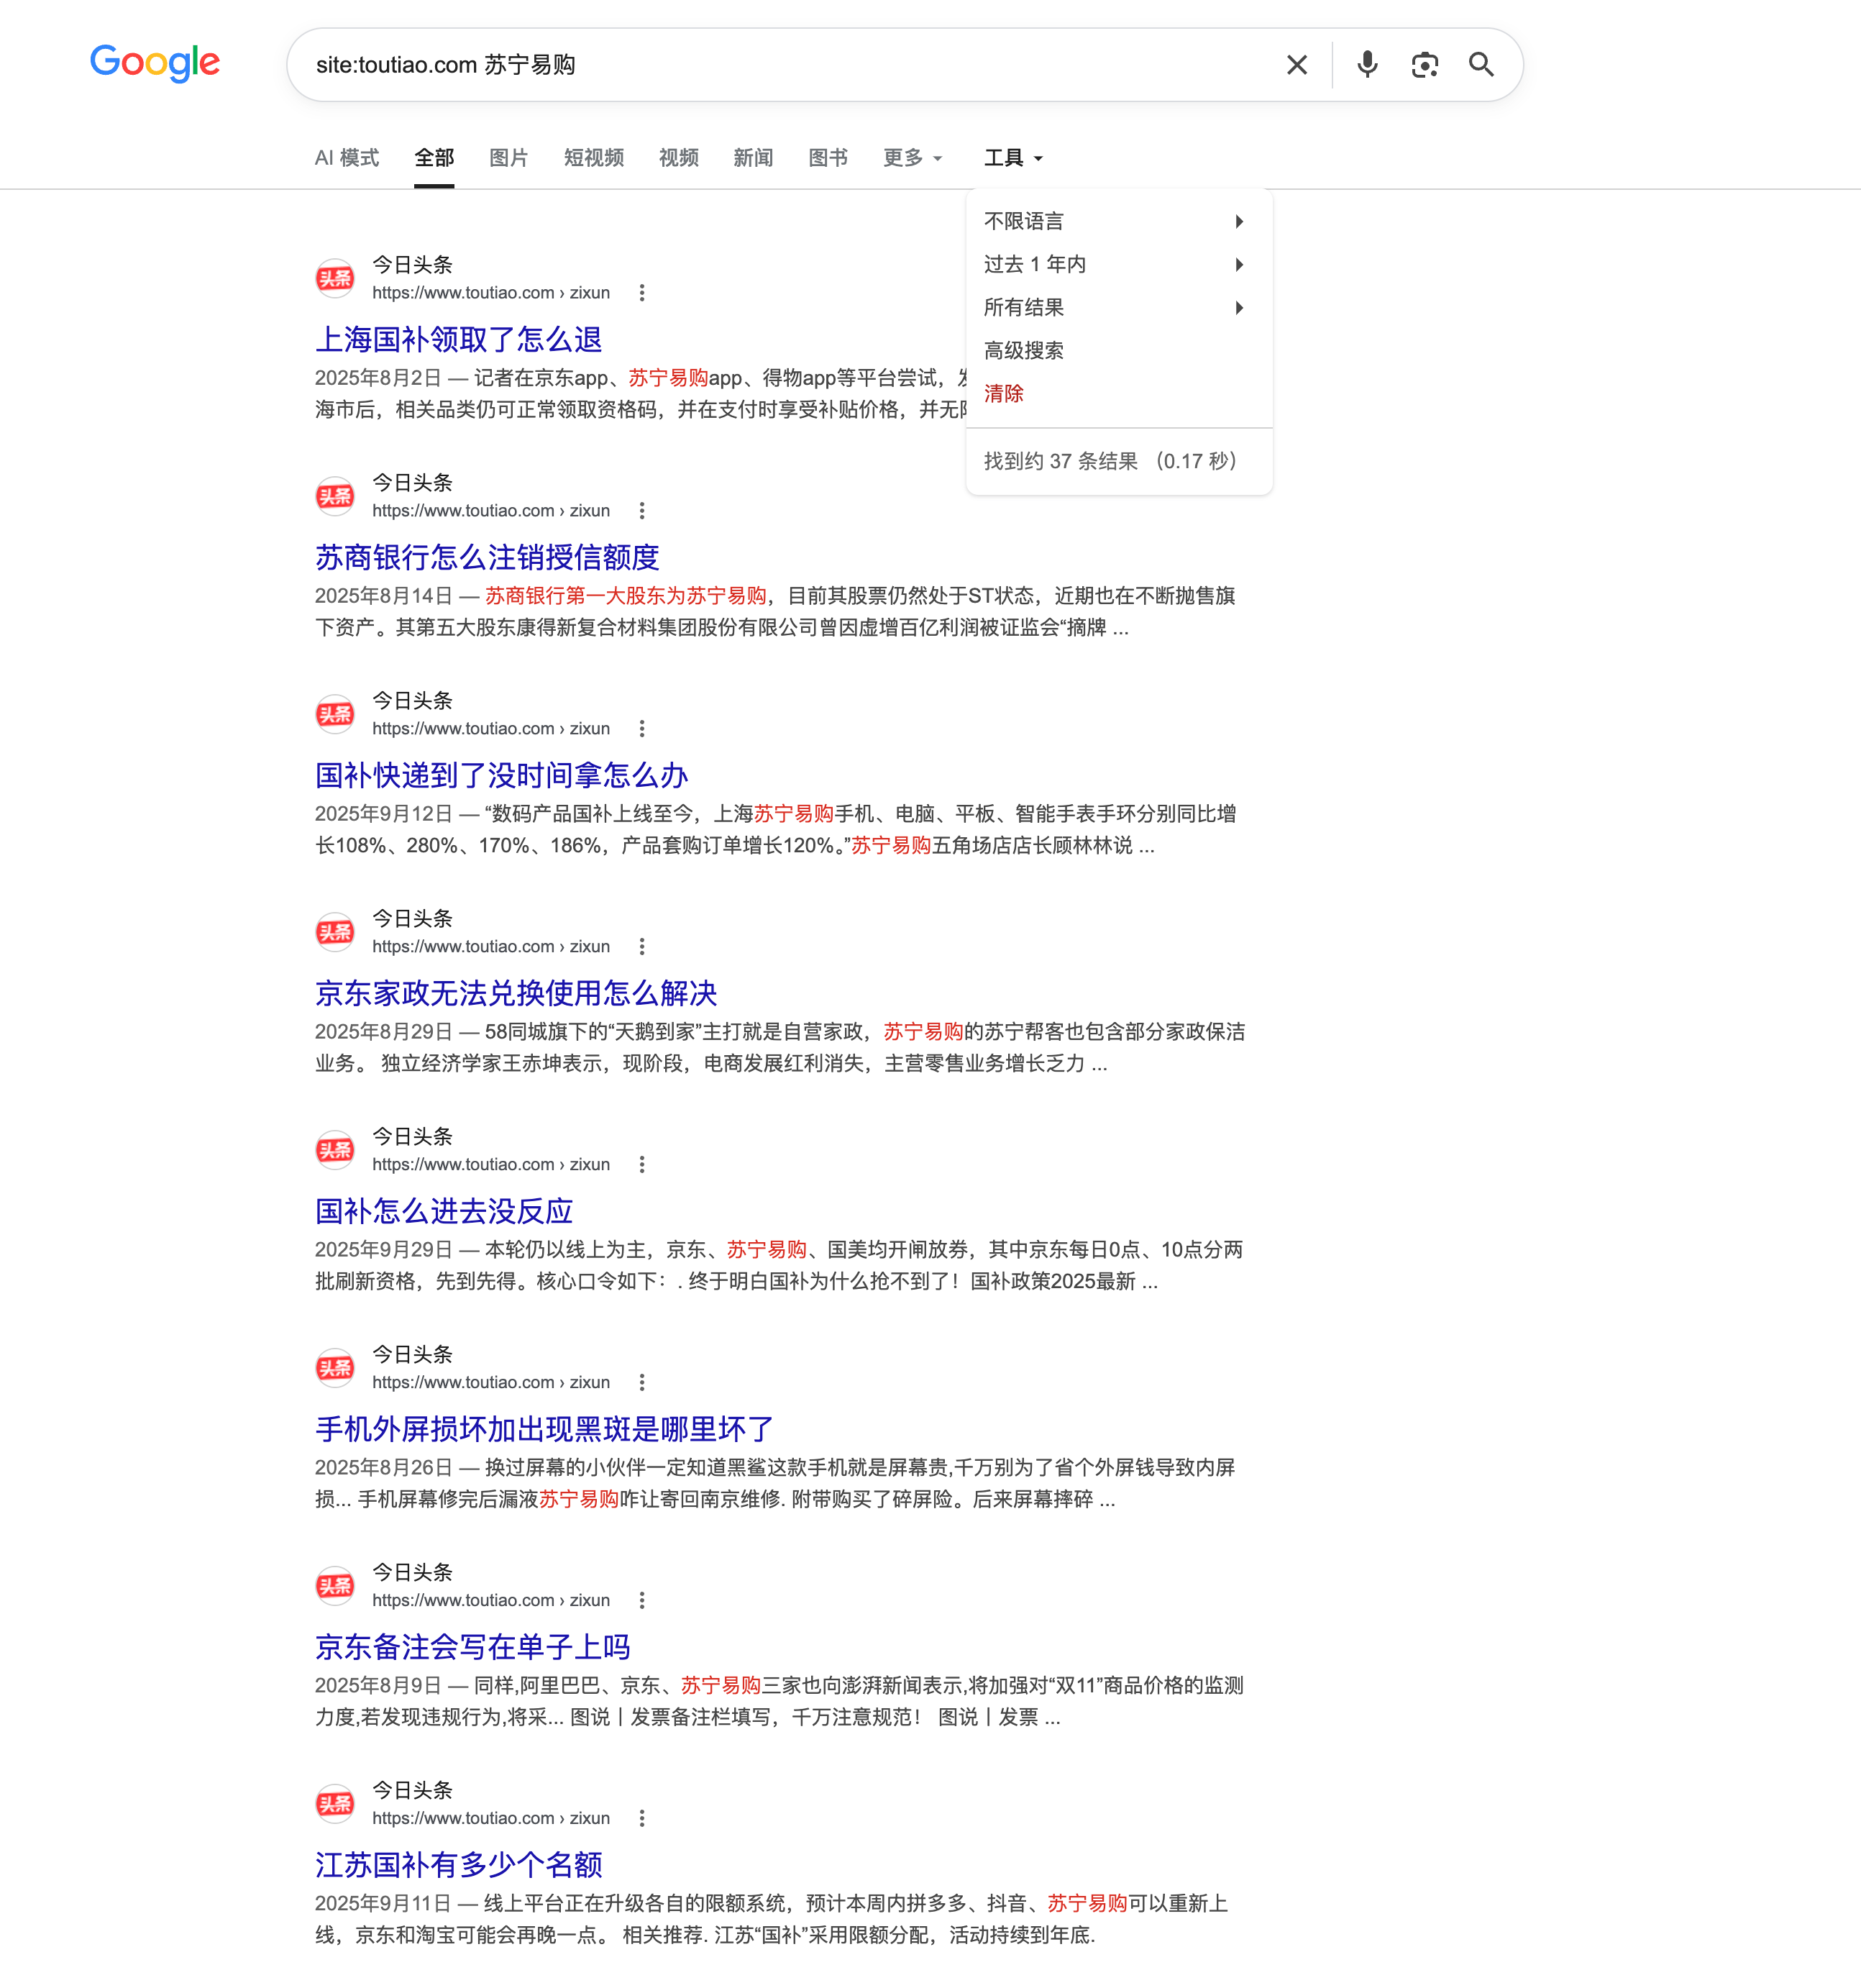 Google
site:toutiao.com 苏宁易购
AI 模式 全部 图片 短视频 视频 新闻 图书 更多 工具
不限语言
过去 1 年内
所有结果
高级搜索
清除
找到约 37 条结果 （0.17 秒）
头条
今日头条
https://www.toutiao.com › zixun
上海国补领取了怎么退
2025年8月2日 — 记者在京东app、苏宁易购app、得物app等平台尝试，
海市后，相关品类仍可正常领取资格码，并在支付时享受补贴价格，并无
头条
今日头条
https://www.toutiao.com › zixun
苏商银行怎么注销授信额度
2025年8月14日 — 苏商银行第一大股东为苏宁易购，目前其股票仍然处于ST状态，近期也在不断抛售旗
下资产。其第五大股东康得新复合材料集团股份有限公司曾因虚增百亿利润被证监会“摘牌 ...
头条
今日头条
https://www.toutiao.com › zixun
国补快递到了没时间拿怎么办
2025年9月12日 — “数码产品国补上线至今，上海苏宁易购手机、电脑、平板、智能手表手环分别同比增
长108%、280%、170%、186%，产品套购订单增长120%。”苏宁易购五角场店店长顾林林说 ...
头条
今日头条
https://www.toutiao.com › zixun
京东家政无法兑换使用怎么解决
2025年8月29日 — 58同城旗下的“天鹅到家”主打就是自营家政，苏宁易购的苏宁帮客也包含部分家政保洁
业务。 独立经济学家王赤坤表示，现阶段，电商发展红利消失，主营零售业务增长乏力 ...
头条
今日头条
https://www.toutiao.com › zixun
国补怎么进去没反应
2025年9月29日 — 本轮仍以线上为主，京东、苏宁易购、国美均开闸放券，其中京东每日0点、10点分两
批刷新资格，先到先得。核心口令如下：. 终于明白国补为什么抢不到了！国补政策2025最新 ...
头条
今日头条
https://www.toutiao.com › zixun
手机外屏损坏加出现黑斑是哪里坏了
2025年8月26日 — 换过屏幕的小伙伴一定知道黑鲨这款手机就是屏幕贵,千万别为了省个外屏钱导致内屏
损... 手机屏幕修完后漏液苏宁易购咋让寄回南京维修. 附带购买了碎屏险。后来屏幕摔碎 ...
头条
今日头条
https://www.toutiao.com › zixun
京东备注会写在单子上吗
2025年8月9日 — 同样,阿里巴巴、京东、苏宁易购三家也向澎湃新闻表示,将加强对“双11”商品价格的监测
力度,若发现违规行为,将采... 图说丨发票备注栏填写，千万注意规范！ 图说丨发票 ...
头条
今日头条
https://www.toutiao.com › zixun
江苏国补有多少个名额
2025年9月11日 — 线上平台正在升级各自的限额系统，预计本周内拼多多、抖音、苏宁易购可以重新上
线，京东和淘宝可能会再晚一点。 相关推荐. 江苏“国补”采用限额分配，活动持续到年底.